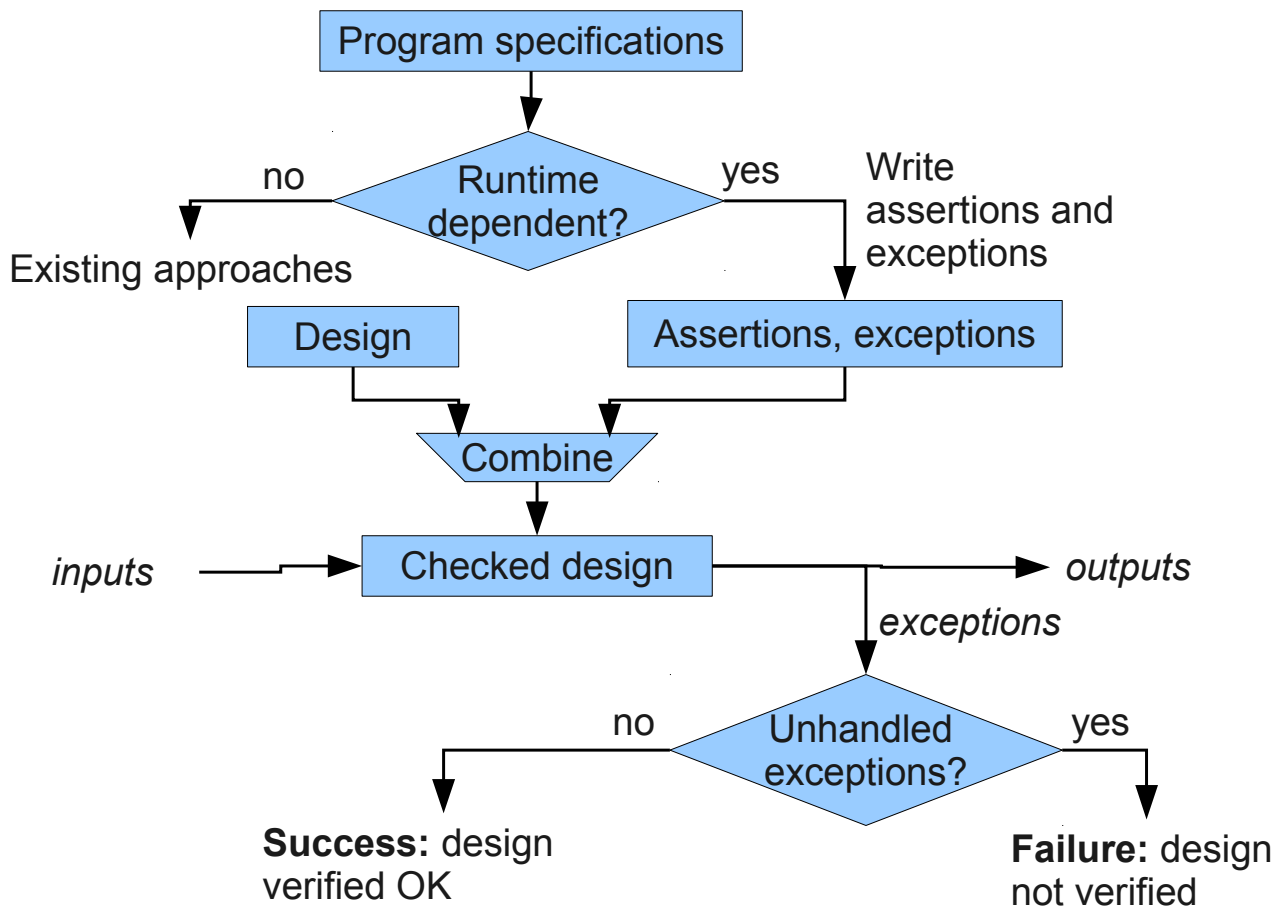 Program specifications
no
Runtime
dependent?
yes
Write
assertions and
exceptions
Existing approaches
Design
Assertions, exceptions
Combine
inputs
Checked design
outputs
exceptions
no
Unhandled
exceptions?
yes
Success: design
verified OK
Failure: design
not verified